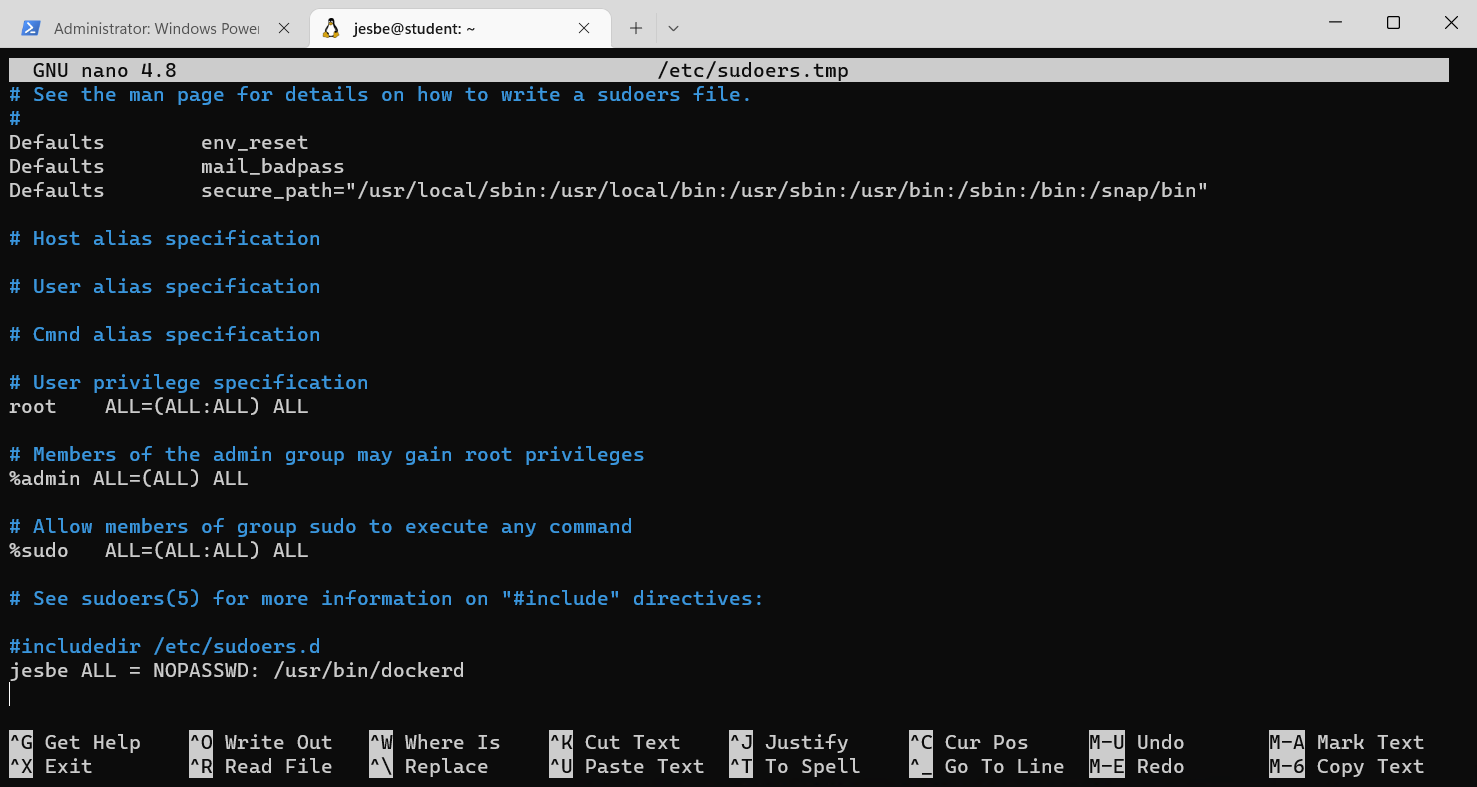 Administrator: Windows Power
jesbe@student: ~
GNU nano 4.8 /etc/sudoers.tmp
# See the man page for details on how to write a sudoers file.
#
Defaults        env_reset
Defaults        mail_badpass
Defaults        secure_path="/usr/local/sbin:/usr/local/bin:/usr/sbin:/usr/bin:/sbin:/bin:/snap/bin"
# Host alias specification
# User alias specification
# Cmnd alias specification
# User privilege specification
root    ALL=(ALL:ALL) ALL
# Members of the admin group may gain root privileges
%admin ALL=(ALL) ALL
# Allow members of group sudo to execute any command
%sudo   ALL=(ALL:ALL) ALL
# See sudoers(5) for more information on "#include" directives:
#includedir /etc/sudoers.d
jesbe ALL = NOPASSWD: /usr/bin/dockerd
^G Get Help ^O Write Out ^W Where Is ^K Cut Text ^J Justify ^C Cur Pos M-U Undo M-A Mark Text
^X Exit ^R Read File ^\ Replace ^U Paste Text ^T To Spell ^_ Go To Line M-E Redo M-6 Copy Text